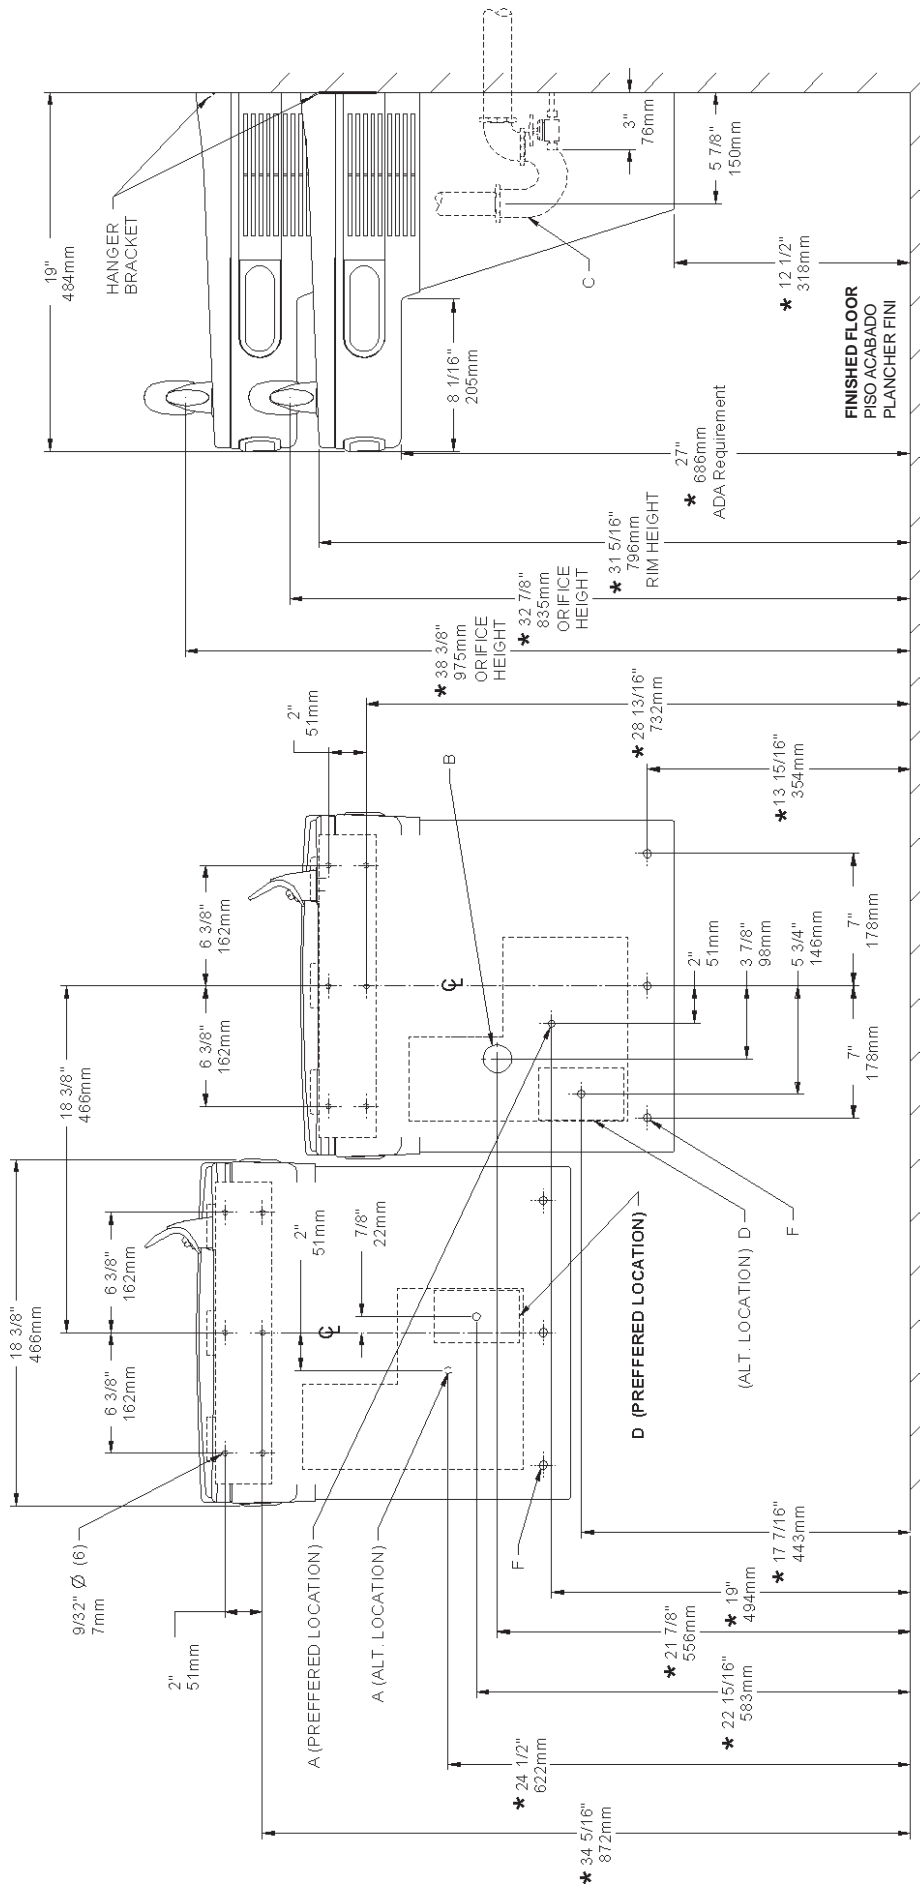 18 3/8"
466mm
6 3/8"
162mm
6 3/8"
162mm
9/32" Ø (6)
7mm
2"
51mm
18 3/8"
466mm
6 3/8"
162mm
6 3/8"
162mm
2"
51mm
19"
484mm
HANGER
BRACKET
2"
51mm
7/8"
22mm
℄
℄
B
A (PREFFERED LOCATION)
A (ALT. LOCATION)
F
D (PREFFERED LOCATION)
(ALT. LOCATION) D
F
2"
51mm
3 7/8"
98mm
5 3/4"
146mm
7"
178mm
7"
178mm
* 34 5/16"
872mm
* 24 1/2"
622mm
* 22 15/16"
583mm
* 21 7/8"
556mm
* 19"
494mm
* 17 7/16"
443mm
*13 15/16"
354mm
* 28 13/16"
732mm
* 38 3/8"
975mm
ORIFICE
HEIGHT
* 32 7/8"
835mm
ORIFICE
HEIGHT
* 31 5/16"
796mm
RIM HEIGHT
27"
* 686mm
ADA Requirement
8 1/16"
205mm
C
3"
76mm
5 7/8"
150mm
* 12 1/2"
318mm
FINISHED FLOOR
PISO ACABADO
PLANCHER FINI